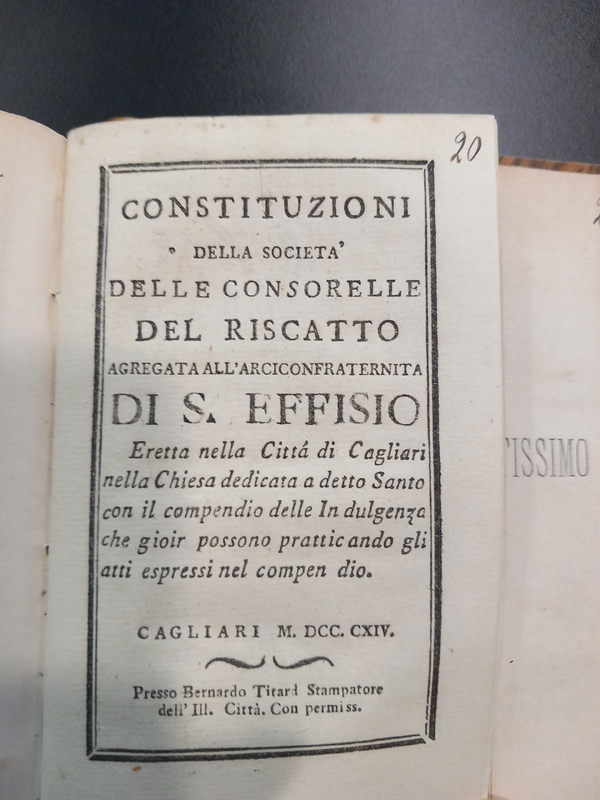 20
CONSTITUZIONI
DELLA SOCIETA'
DELLE CONSORELLE
DEL RISCATTO
AGREGATA ALL'ARCICONFRATERNITA
DI S. EFFISIO
Eretta nella Cittá di Cagliari
nella Chiesa dedicata a detto Santo
con il compendio delle In dulgenza
che gioir possono prattic ando gli
atti espressi nel compen dio.
CAGLIARI M. DCC. CXIV.
Presso Bernardo Titard Stampatore
dell' Ill. Città. Con permiss.
TISSIMO